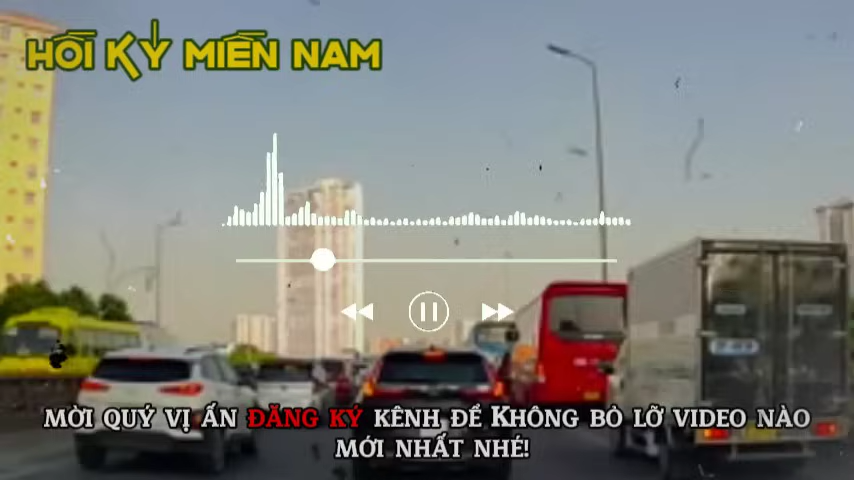 HỒI KÝ MIỀN NAM
MỜI QUÝ VỊ ẤN ĐĂNG KÝ KÊNH ĐỂ KHÔNG BỎ LỠ VIDEO NÀO
MỚI NHẤT NHÉ!